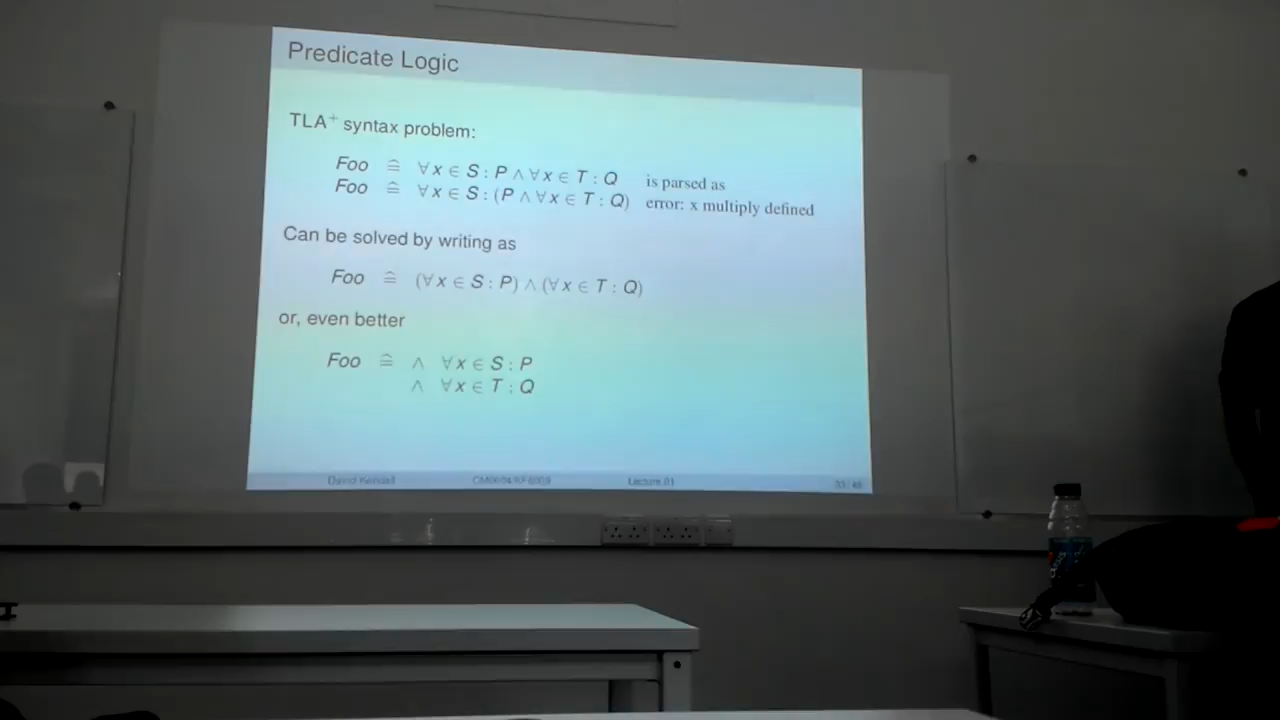 Predicate Logic
TLA⁺ syntax problem:
Foo ≙ ∀x ∈ S : P ∧ ∀x ∈ T : Q is parsed as
Foo ≙ ∀x ∈ S : (P ∧ ∀x ∈ T : Q) error: x multiply defined
Can be solved by writing as
Foo ≙ (∀x ∈ S : P) ∧ (∀x ∈ T : Q)
or, even better
Foo ≙ ∧ ∀x ∈ S : P
∧ ∀x ∈ T : Q
David Kendall Lecture 01